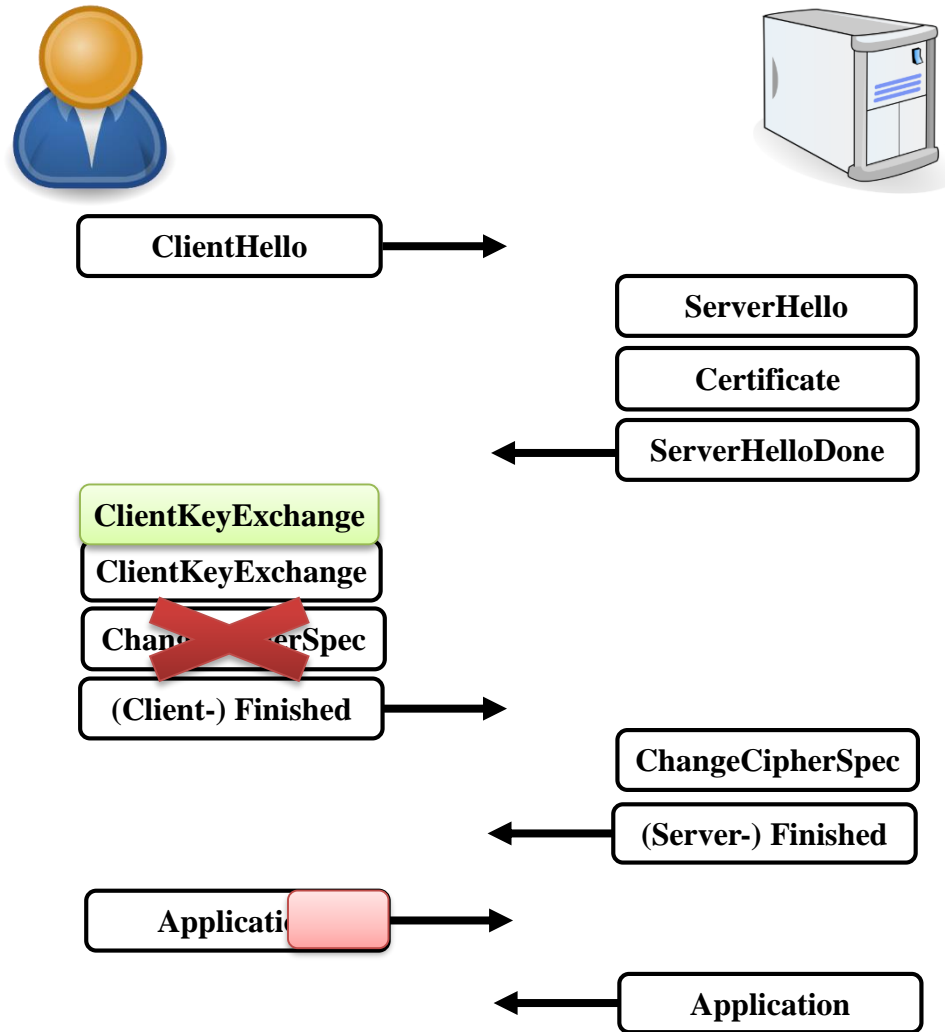 ClientHello
ServerHello
Certificate
ServerHelloDone
ClientKeyExchange
ClientKeyExchange
(Client-) Finished
ChangeCipherSpec
(Server-) Finished
Application